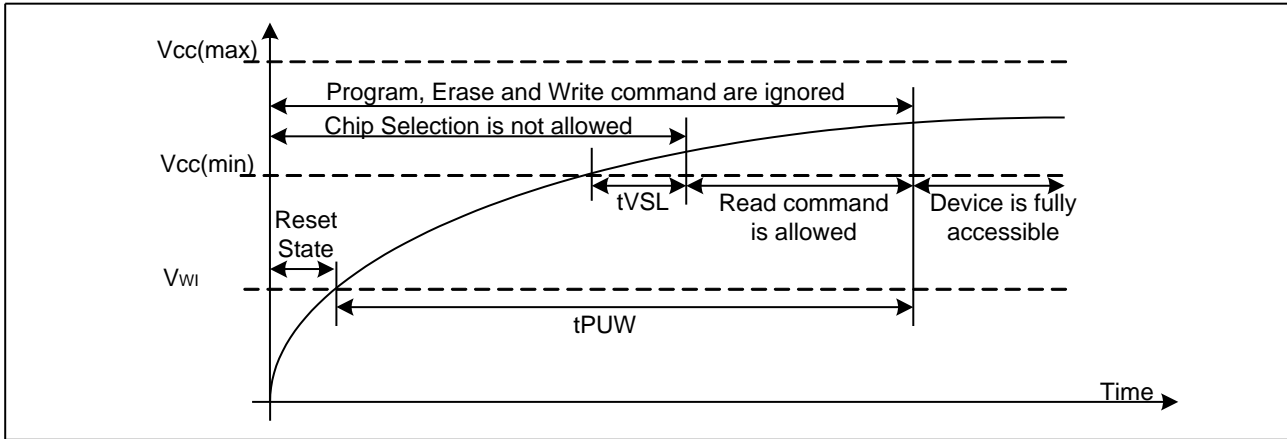 Vcc(max)
Program, Erase and Write command are ignored
Chip Selection is not allowed
Vcc(min)
tVSL
Read command
is allowed
Device is fully
accessible
Reset
State
VWI
tPUW
Time